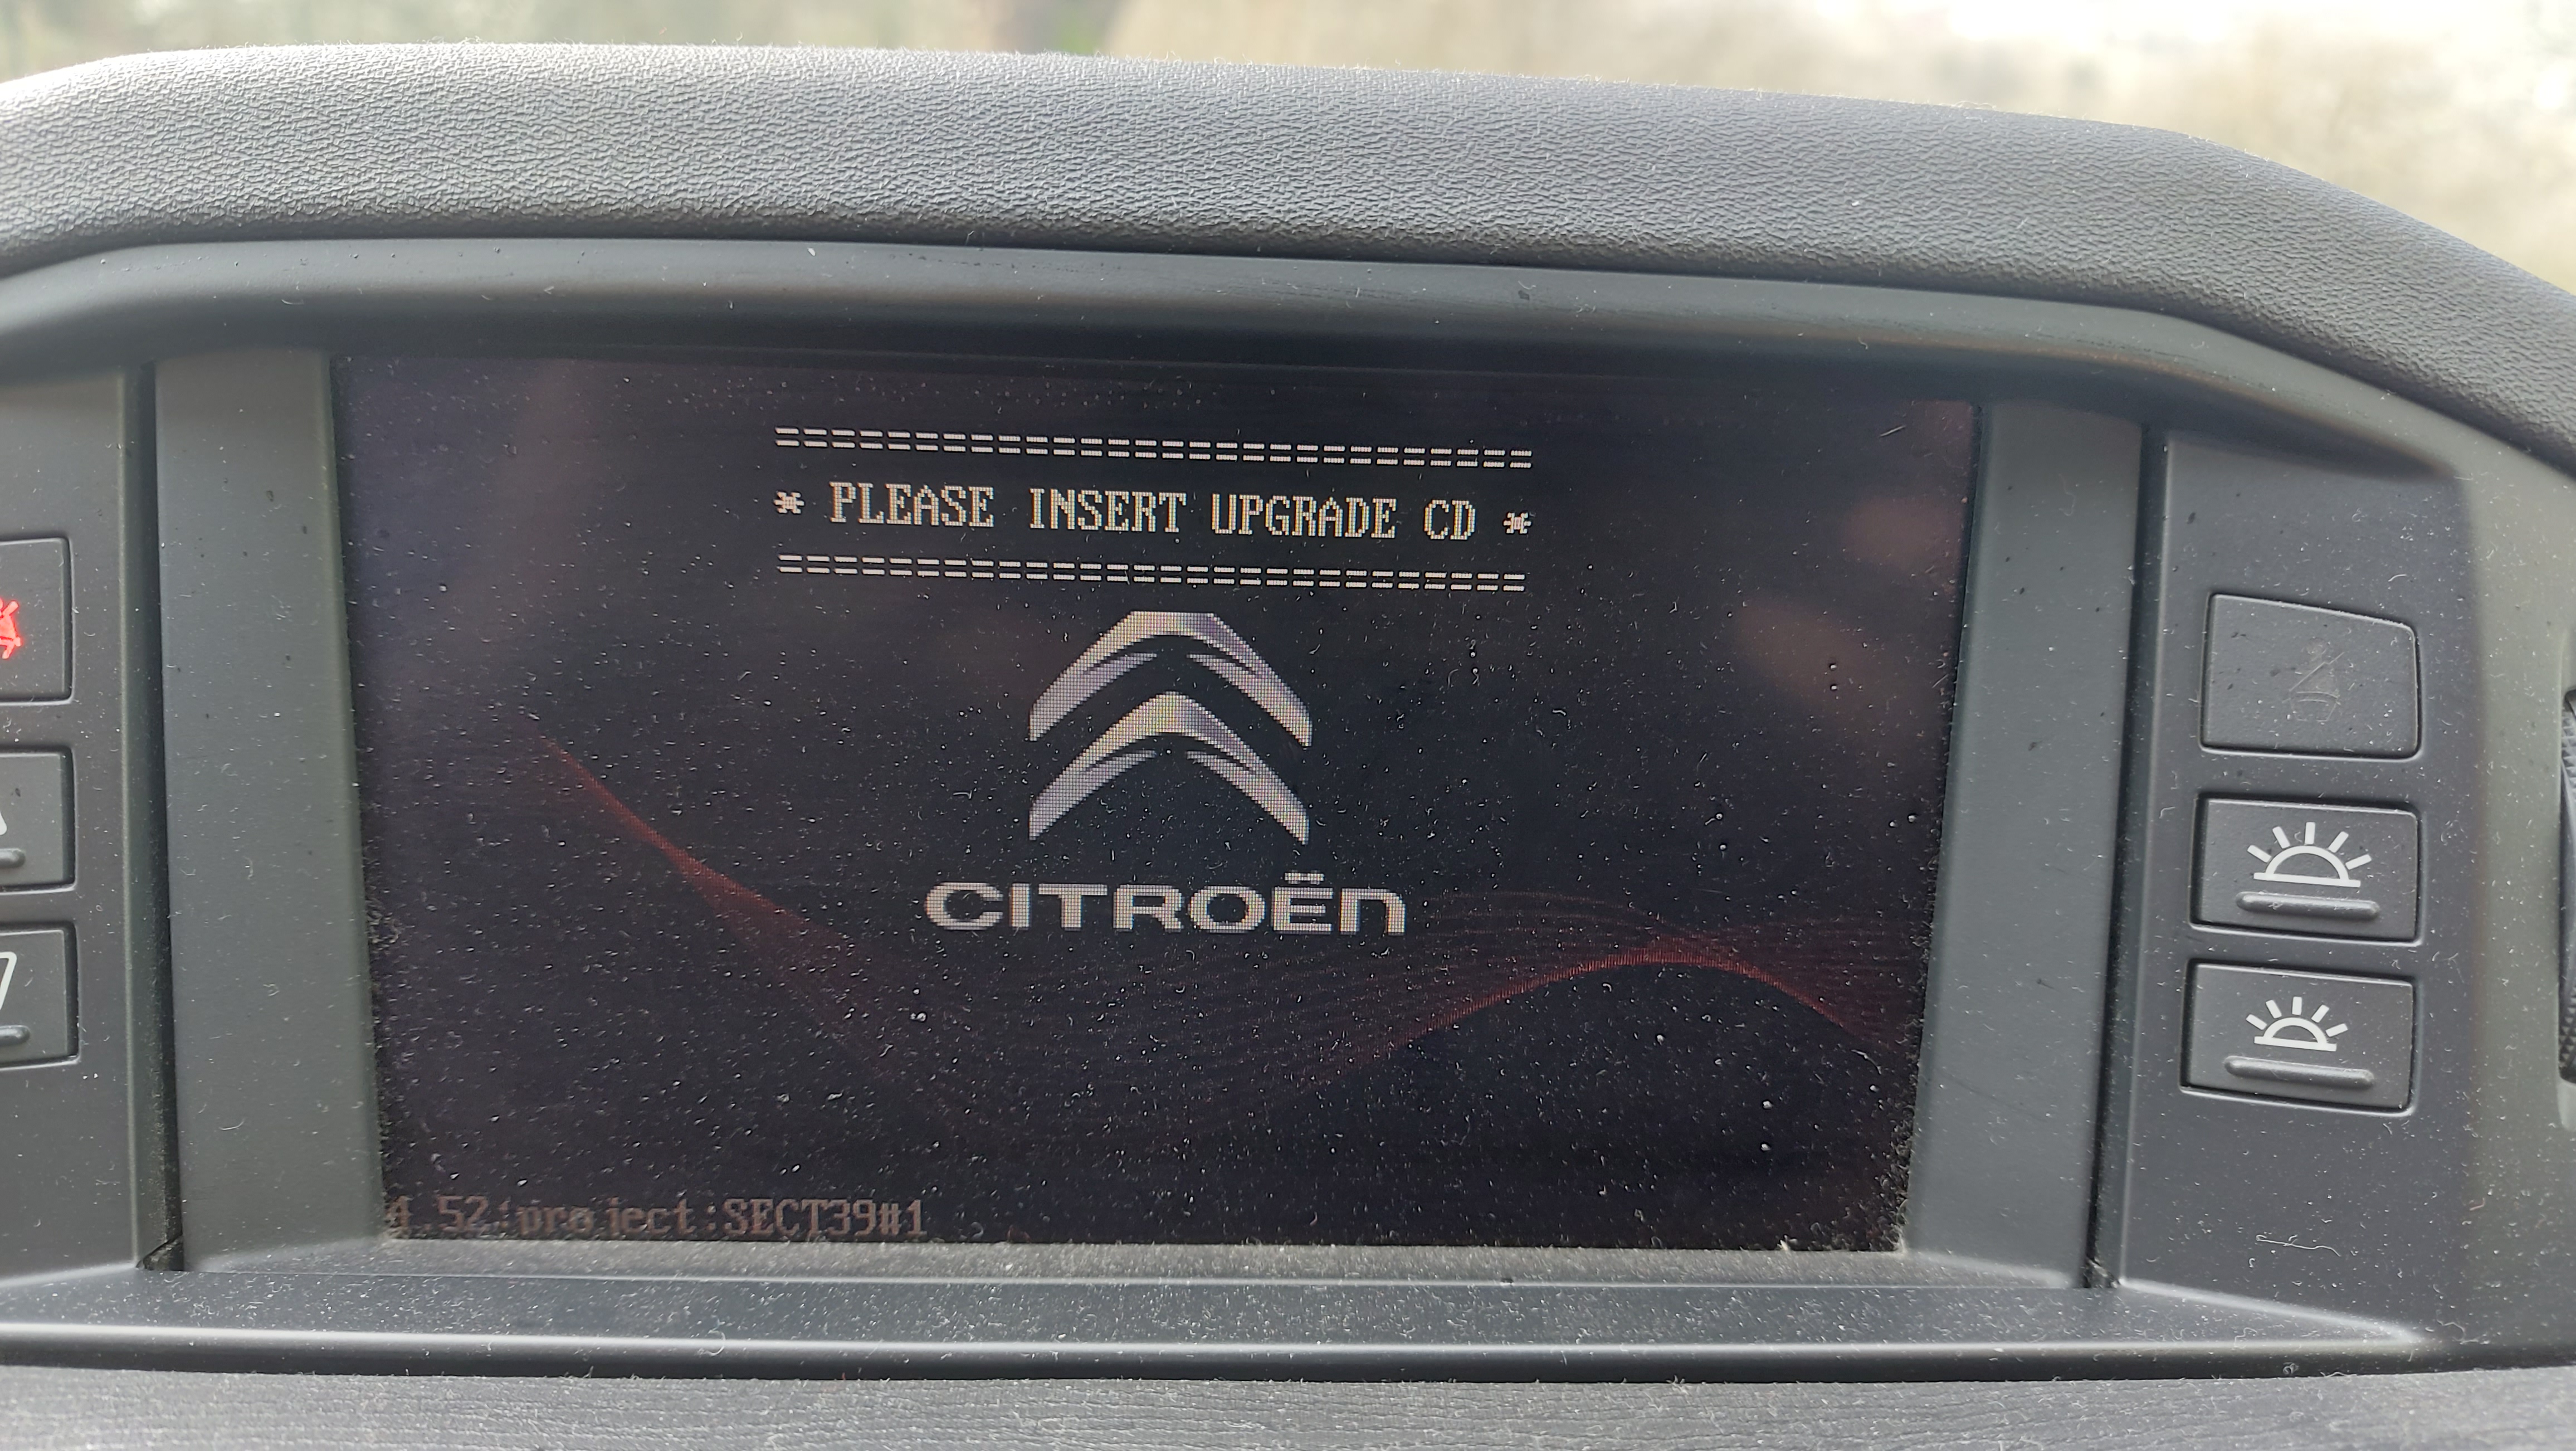 ===========================
* PLEASE INSERT UPGRADE CD *
===========================
CITROËN
4.52:project:SECT39#1